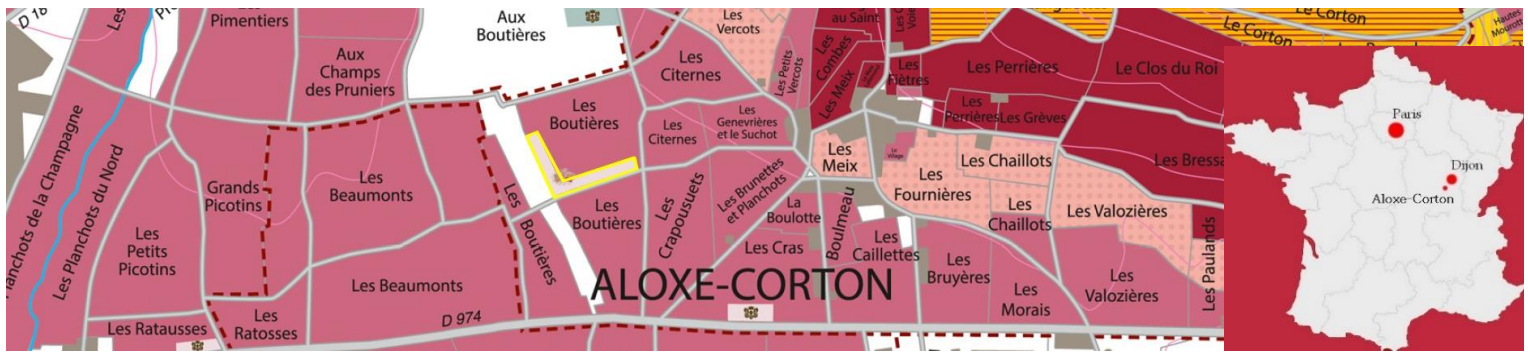 D 18
Les
Pimentiers
Aux
Boutières
Aux
Champs
des Pruniers
Les
Vercots
Les
Citernes
Les Petits
Vercots
au Saint
Les
Combes
Les Meix
Les
Fiètres
Les Perrières
Le Corton
Le Corton
Le Clos du Roi
Hautes
Mourottes
Les
Boutières
Les
Citernes
Les Genevrières
et le Suchot
Les
Perrières
Les Grèves
Les
Meix
Le
Village
Les Chaillots
Les
Fournières
Les
Chaillots
Les Valozières
Les Bressa
Planchots de la Champagne
Les Planchots du Nord
Grands
Picotins
Les
Beaumonts
Les
Boutières
Les
Boutières
Les
Crapousuets
Les Brunettes
et Planchots
La
Boulotte
Boulmeau
Les
Petits
Picotins
Les Cras
Les
Caillettes
Les
Bruyères
Les
Valozières
Les Paulands
Les Beaumonts
ALOXE-CORTON
Les
Morais
Les Ratausses
Les
Ratosses
D 974
Paris
Dijon
Aloxe-Corton